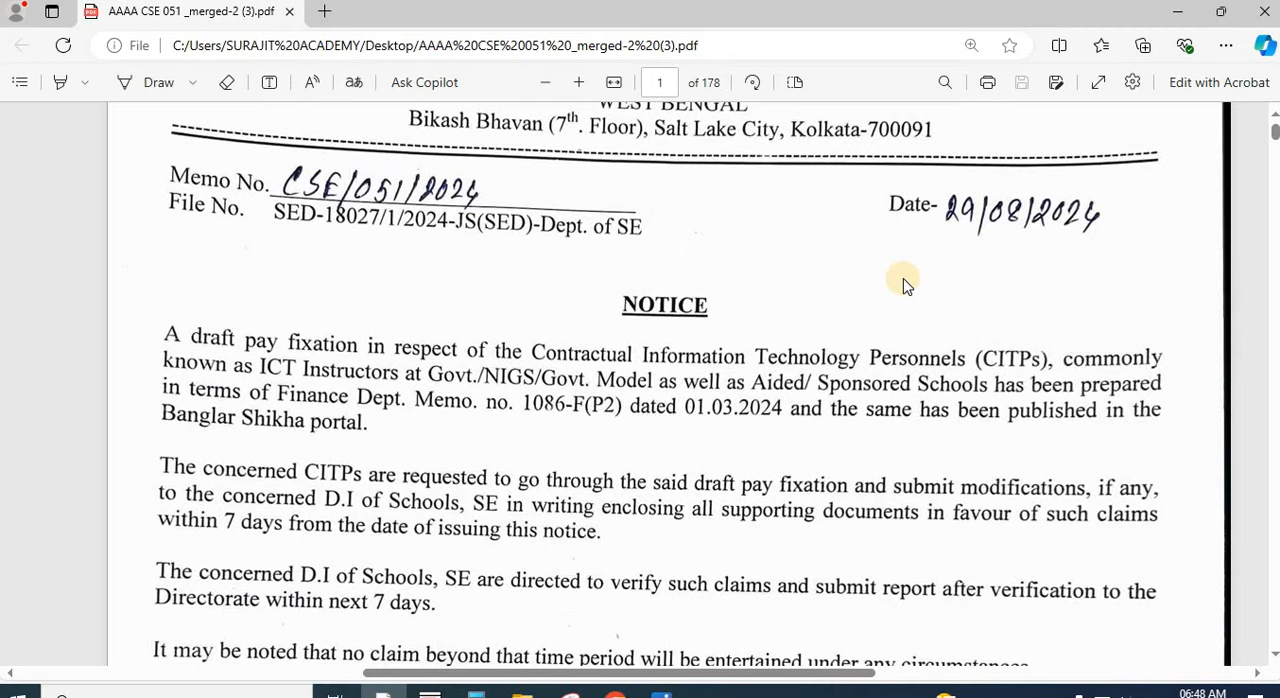 AAAA CSE 051 _merged-2 (3).pdf
File C:/Users/SURAJIT%20ACADEMY/Desktop/AAAA%20CSE%20051%20_merged-2%20(3).pdf
Draw Ask Copilot 1 of 178 Edit with Acrobat
WEST BENGAL
Bikash Bhavan (7th. Floor), Salt Lake City, Kolkata-700091
Memo No. CSE/051/2024
File No. SED-18027/1/2024-JS(SED)-Dept. of SE
Date- 29/08/2024
NOTICE
A draft pay fixation in respect of the Contractual Information Technology Personnels (CITPs), commonly
known as ICT Instructors at Govt./NIGS/Govt. Model as well as Aided/ Sponsored Schools has been prepared
in terms of Finance Dept. Memo. no. 1086-F(P2) dated 01.03.2024 and the same has been published in the
Banglar Shikha portal.
The concerned CITPs are requested to go through the said draft pay fixation and submit modifications, if any,
to the concerned D.I of Schools, SE in writing enclosing all supporting documents in favour of such claims
within 7 days from the date of issuing this notice.
The concerned D.I of Schools, SE are directed to verify such claims and submit report after verification to the
Directorate within next 7 days.
It may be noted that no claim beyond that time period will be entertained under any circumstances.
06:48 AM